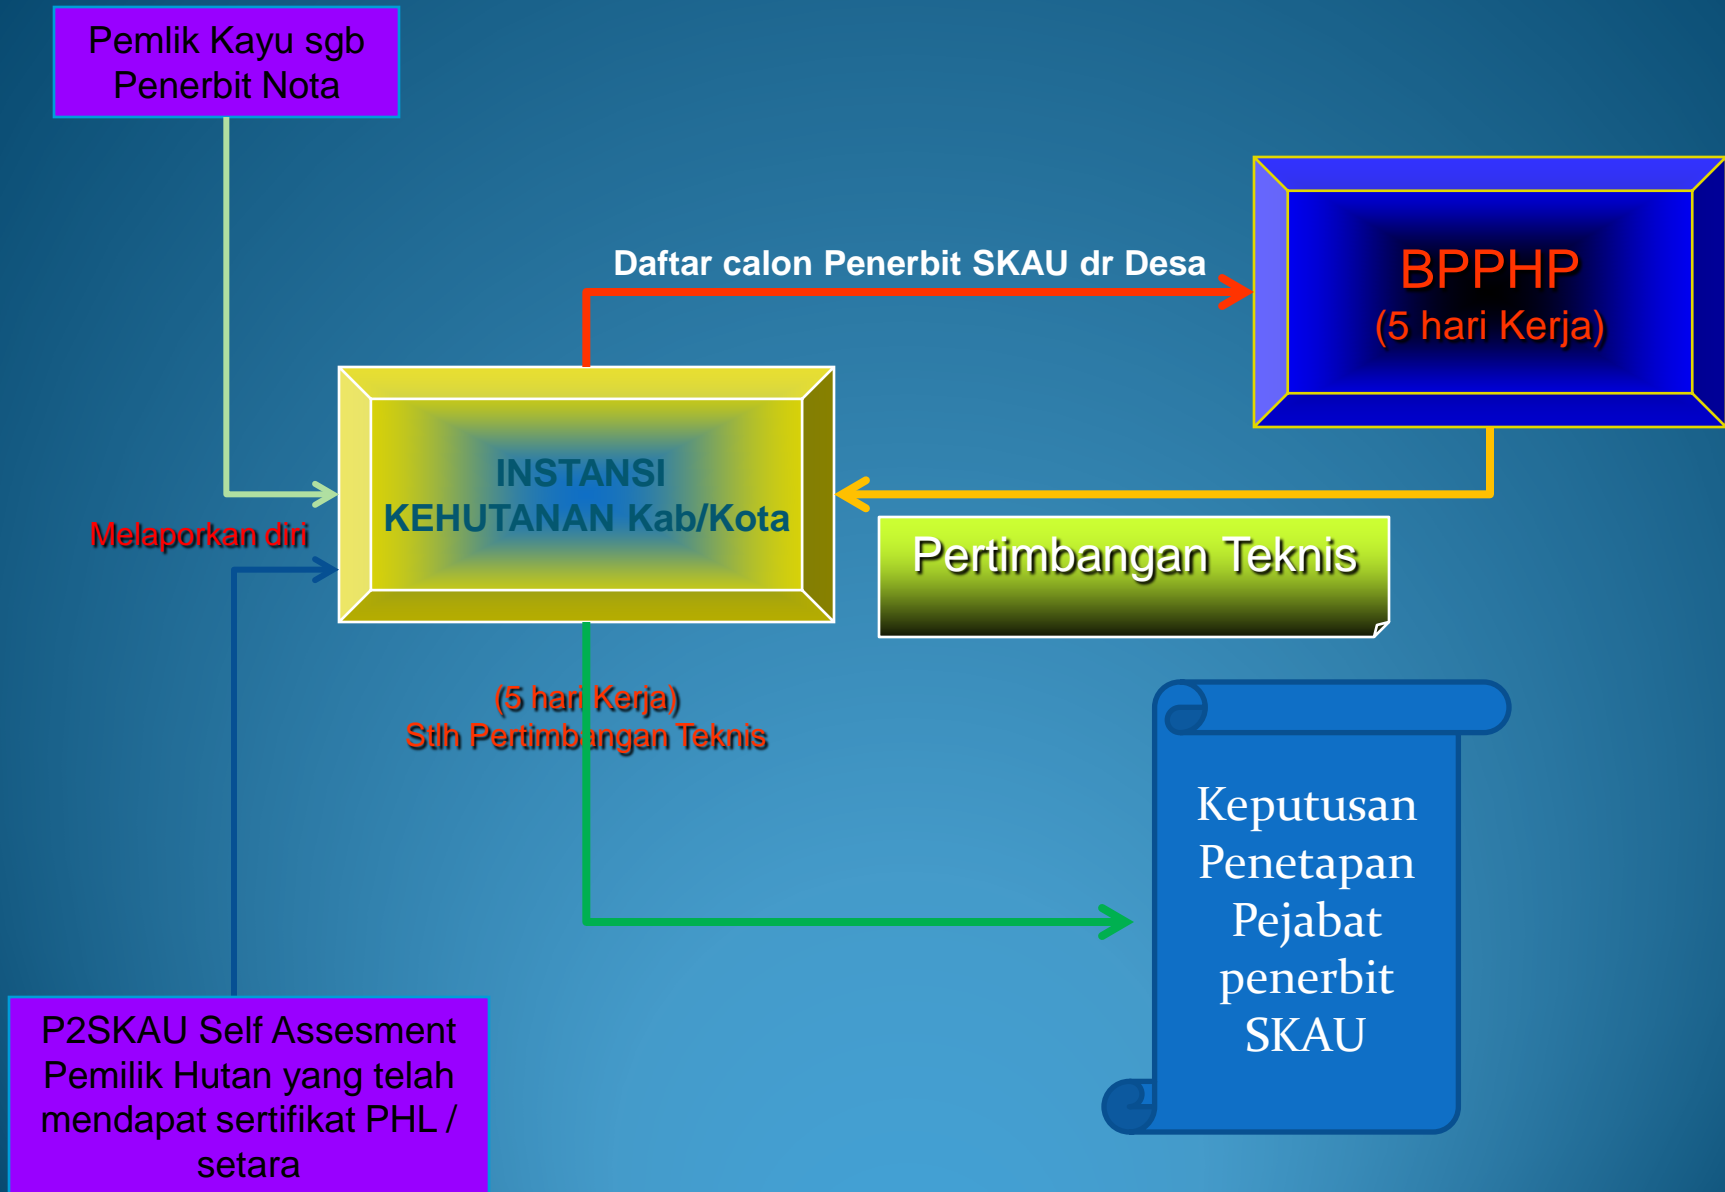 Pemlik Kayu sgb
Penerbit Nota
Daftar calon Penerbit SKAU dr Desa
BPPHP
(5 hari Kerja)
INSTANSI
KEHUTANAN Kab/Kota
Melaporkan diri
Pertimbangan Teknis
(5 hari Kerja)
Stlh Pertimbangan Teknis
Keputusan
Penetapan
Pejabat
penerbit
SKAU
P2SKAU Self Assesment
Pemilik Hutan yang telah
mendapat sertifikat PHL /
setara